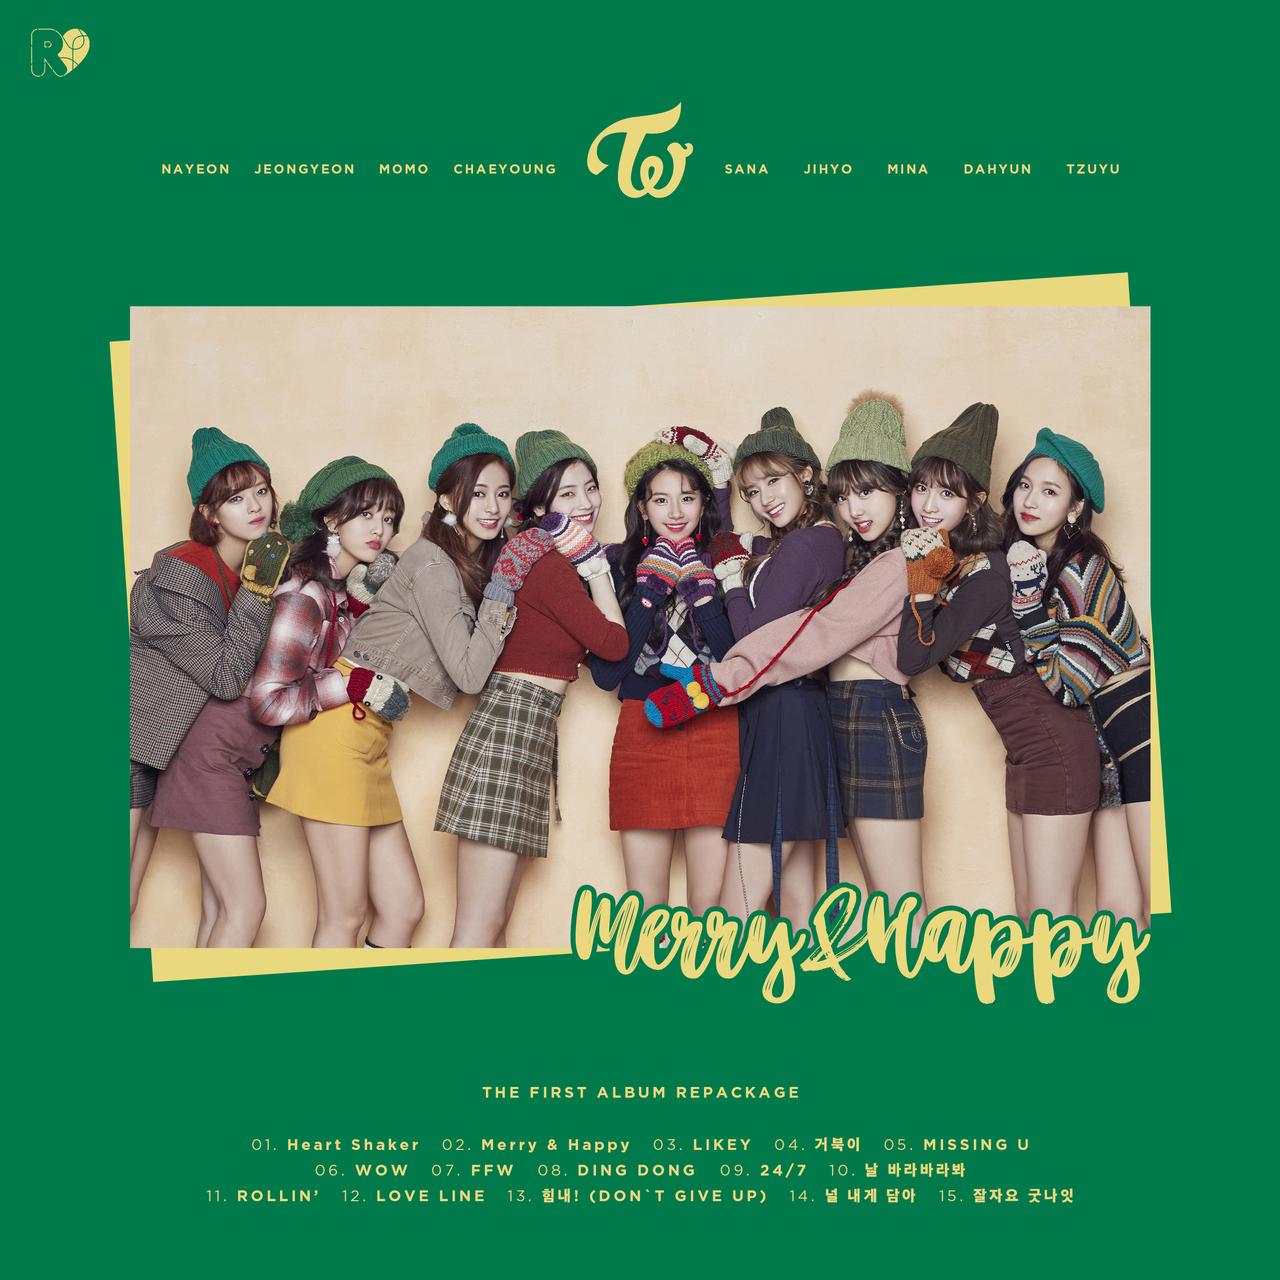 R
NAYEON JEONGYEON MOMO CHAEYOUNG TW SANA JIHYO MINA DAHYUN TZUYU
Merry & Happy
THE FIRST ALBUM REPACKAGE
01. Heart Shaker 02. Merry & Happy 03. LIKEY 04. 거북이 05. MISSING U
06. WOW 07. FFW 08. DING DONG 09. 24/7 10. 날 바라바라봐
11. ROLLIN’ 12. LOVE LINE 13. 힘내! (DON`T GIVE UP) 14. 널 내게 담아 15. 잘자요 굿나잇